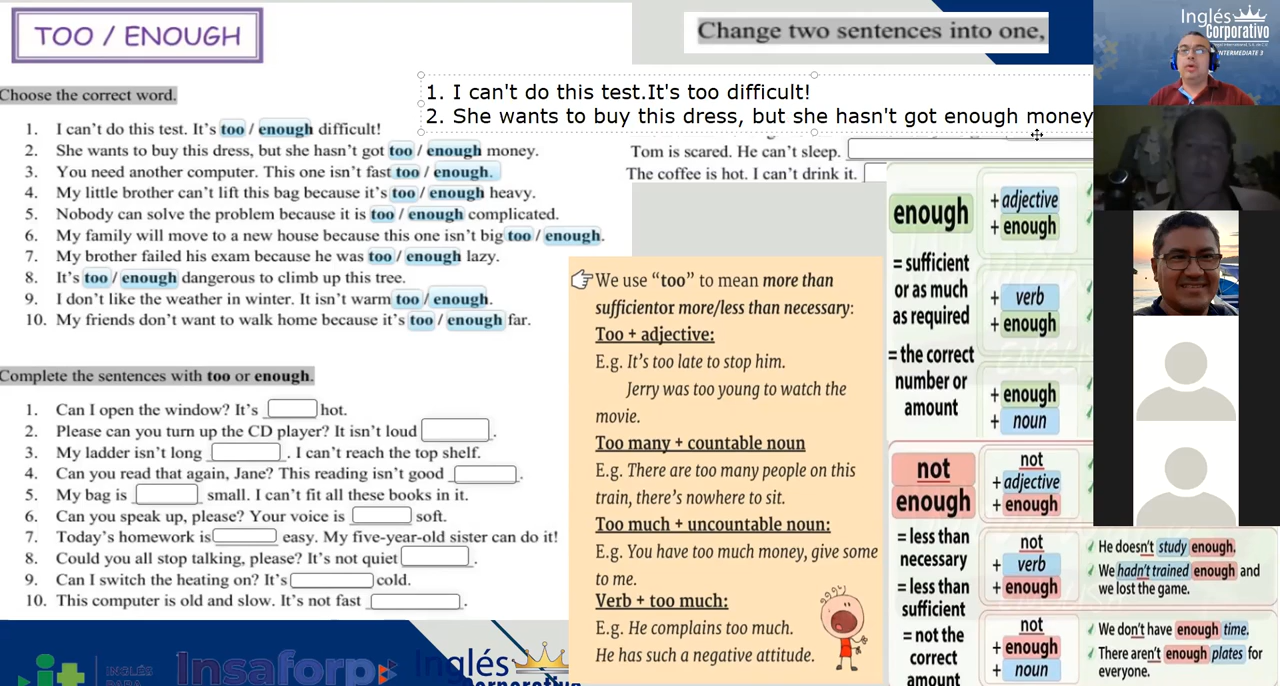 TOO / ENOUGH
Change two sentences into one,
Choose the correct word.
1. I can't do this test.It's too difficult!
2. She wants to buy this dress, but she hasn't got enough money
1. I can't do this test. It's too / enough difficult!
2. She wants to buy this dress, but she hasn't got too / enough money.
3. You need another computer. This one isn't fast too / enough.
4. My little brother can't lift this bag because it's too / enough heavy.
5. Nobody can solve the problem because it is too / enough complicated.
6. My family will move to a new house because this one isn't big too / enough.
7. My brother failed his exam because he was too / enough lazy.
8. It's too / enough dangerous to climb up this tree.
9. I don't like the weather in winter. It isn't warm too / enough.
10. My friends don't want to walk home because it's too / enough far.
Tom is scared. He can't sleep.
The coffee is hot. I can't drink it.
Complete the sentences with too or enough.
1. Can I open the window? It's hot.
2. Please can you turn up the CD player? It isn't loud .
3. My ladder isn't long . I can't reach the top shelf.
4. Can you read that again, Jane? This reading isn't good .
5. My bag is small. I can't fit all these books in it.
6. Can you speak up, please? Your voice is soft.
7. Today's homework is easy. My five-year-old sister can do it!
8. Could you all stop talking, please? It's not quiet .
9. Can I switch the heating on? It's cold.
10. This computer is old and slow. It's not fast .
We use "too" to mean more than
sufficientor more/less than necessary:
Too + adjective:
E.g. It's too late to stop him.
Jerry was too young to watch the
movie.
Too many + countable noun
E.g. There are too many people on this
train, there's nowhere to sit.
Too much + uncountable noun:
E.g. You have too much money, give some
to me.
Verb + too much:
E.g. He complains too much.
He has such a negative attitude.
enough
= sufficient
or as much
as required
= the correct
number or
amount
+ adjective
+ enough
+ verb
+ enough
+ enough
+ noun
not
enough
= less than
necessary
= less than
sufficient
= not the
correct
amount
not
+ adjective
+ enough
not
+ verb
+ enough
not
+ enough
+ noun
✓ He doesn't study enough.
✓ We hadn't trained enough and
we lost the game.
✓ We don't have enough time.
✓ There aren't enough plates for
everyone.
Inglés
Corporativo
INTERMEDIATE 3
INGLÉS
PARA
Insaforp
Inglés
Corporativo